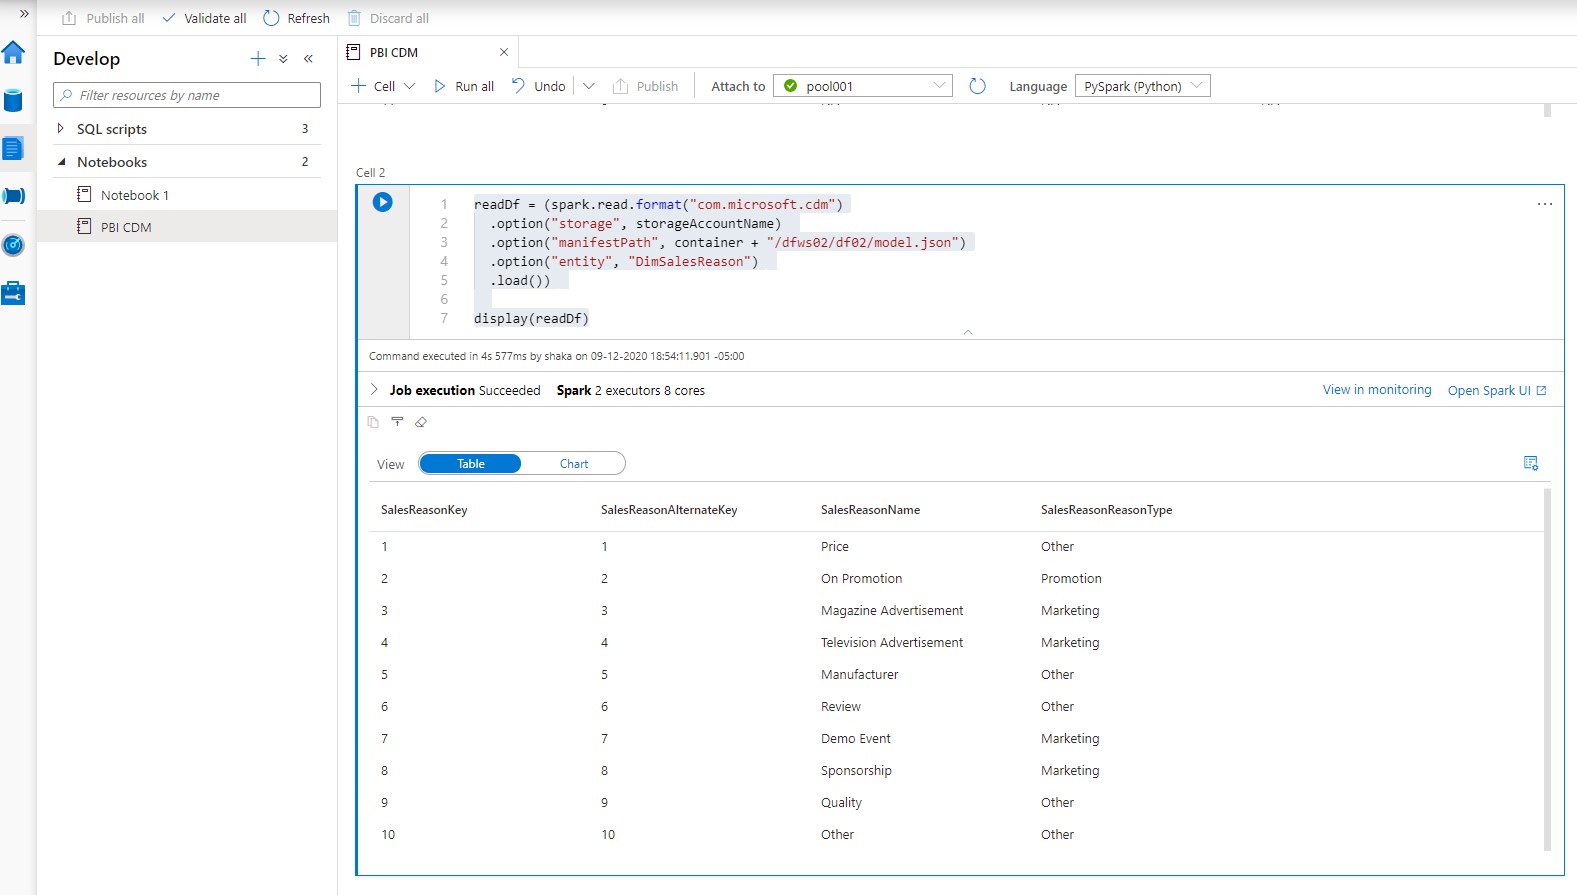 Publish all Validate all Refresh Discard all
Develop
Filter resources by name
SQL scripts 3
Notebooks 2
Notebook 1
PBI CDM
PBI CDM
Cell Run all Undo Publish Attach to pool001 Language PySpark (Python)
Cell 2
1 readDf = (spark.read.format("com.microsoft.cdm")
2 .option("storage", storageAccountName)
3 .option("manifestPath", container + "/dfws02/df02/model.json")
4 .option("entity", "DimSalesReason")
5 .load())
6
7 display(readDf)
Command executed in 4s 577ms by shaka on 09-12-2020 18:54:11.901 -05:00
Job execution Succeeded Spark 2 executors 8 cores View in monitoring Open Spark UI
View Table Chart
SalesReasonKey SalesReasonAlternateKey SalesReasonName SalesReasonReasonType
1 1 Price Other
2 2 On Promotion Promotion
3 3 Magazine Advertisement Marketing
4 4 Television Advertisement Marketing
5 5 Manufacturer Other
6 6 Review Other
7 7 Demo Event Marketing
8 8 Sponsorship Marketing
9 9 Quality Other
10 10 Other Other